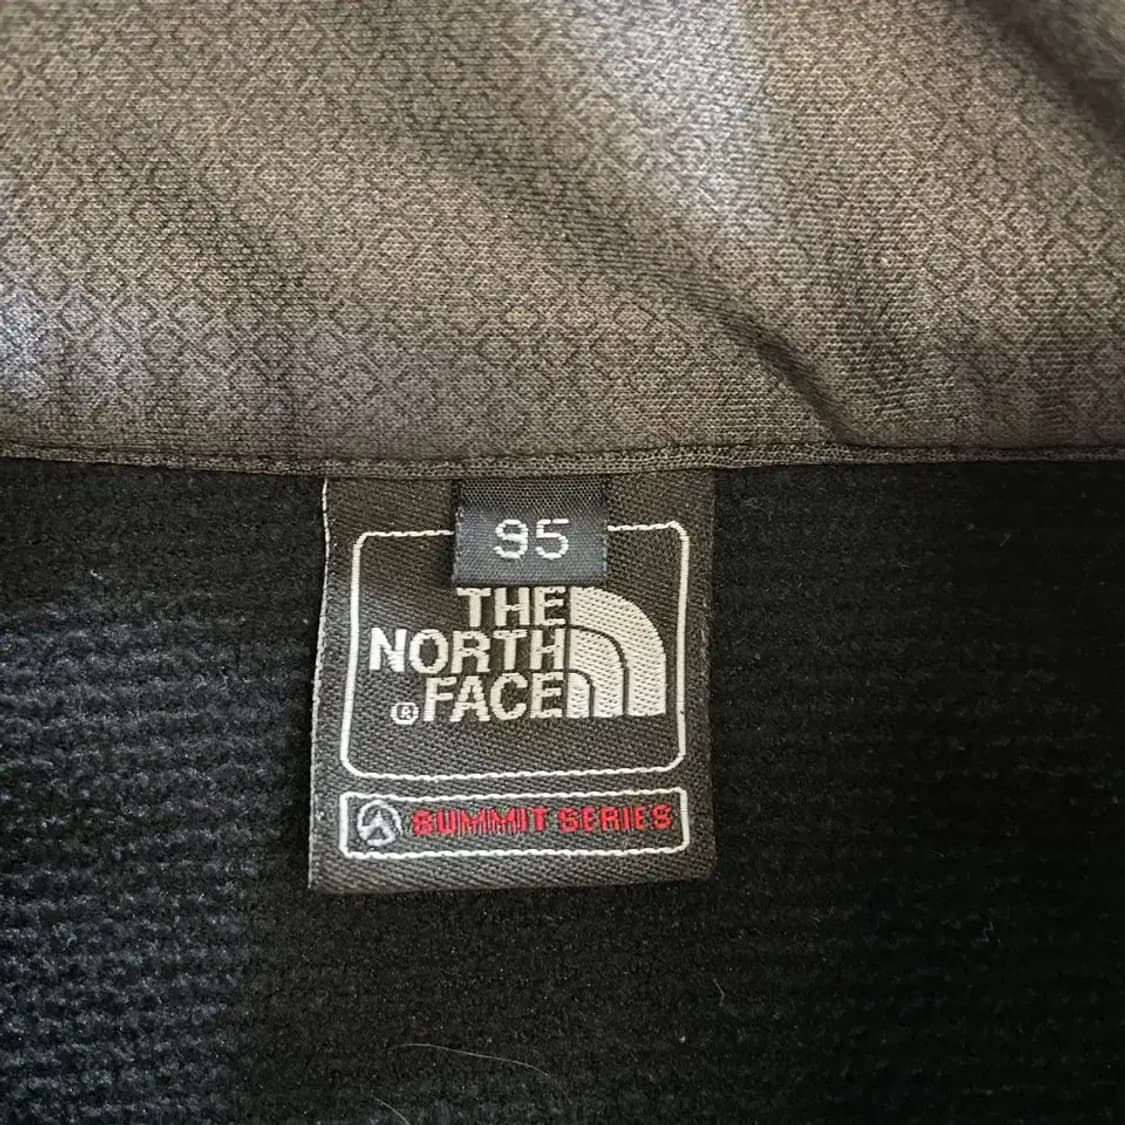 95
THE
NORTH
®FACE
SUMMIT SERIES